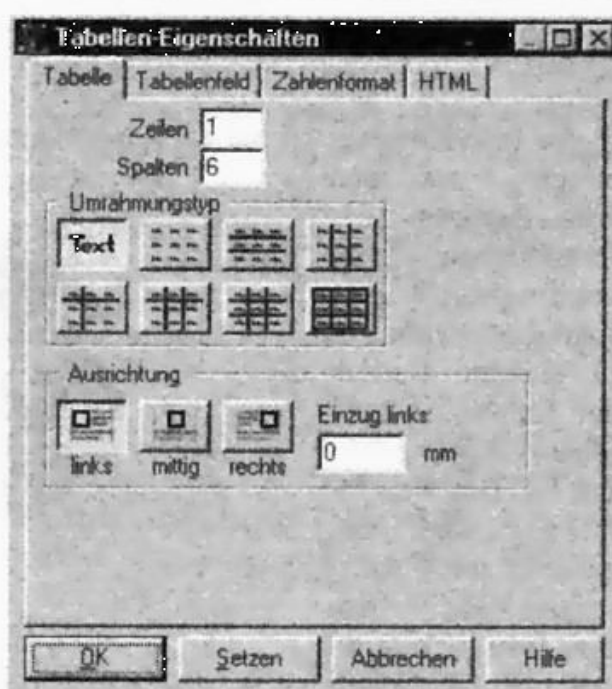 Tabellen-Eigenschaften
Tabelle Tabellenfeld Zahlenformat HTML
Zeilen 1
Spalten 6
Umrahmungstyp
Text
Ausrichtung
Einzug links:
0 mm
links mittig rechts
OK Setzen Abbrechen Hilfe